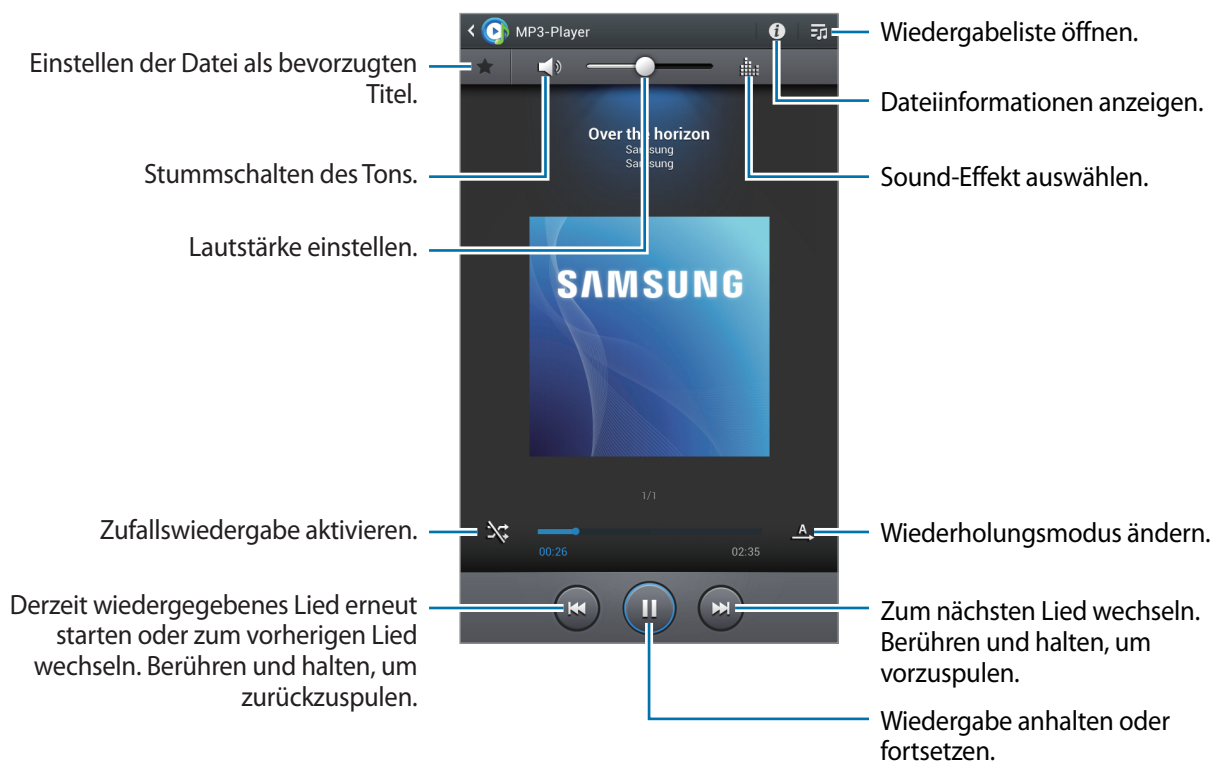 MP3-Player
Wiedergabeliste öffnen.
Einstellen der Datei als bevorzugten
Titel.
Dateiinformationen anzeigen.
Over the horizon
Samsung
Samsung
Stummschalten des Tons.
Sound-Effekt auswählen.
Lautstärke einstellen.
SAMSUNG
1/1
Zufallswiedergabe aktivieren.
A
Wiederholungsmodus ändern.
00:26
02:35
Derzeit wiedergegebenes Lied erneut
starten oder zum vorherigen Lied
wechseln. Berühren und halten, um
zurückzuspulen.
Zum nächsten Lied wechseln.
Berühren und halten, um
vorzuspulen.
Wiedergabe anhalten oder
fortsetzen.